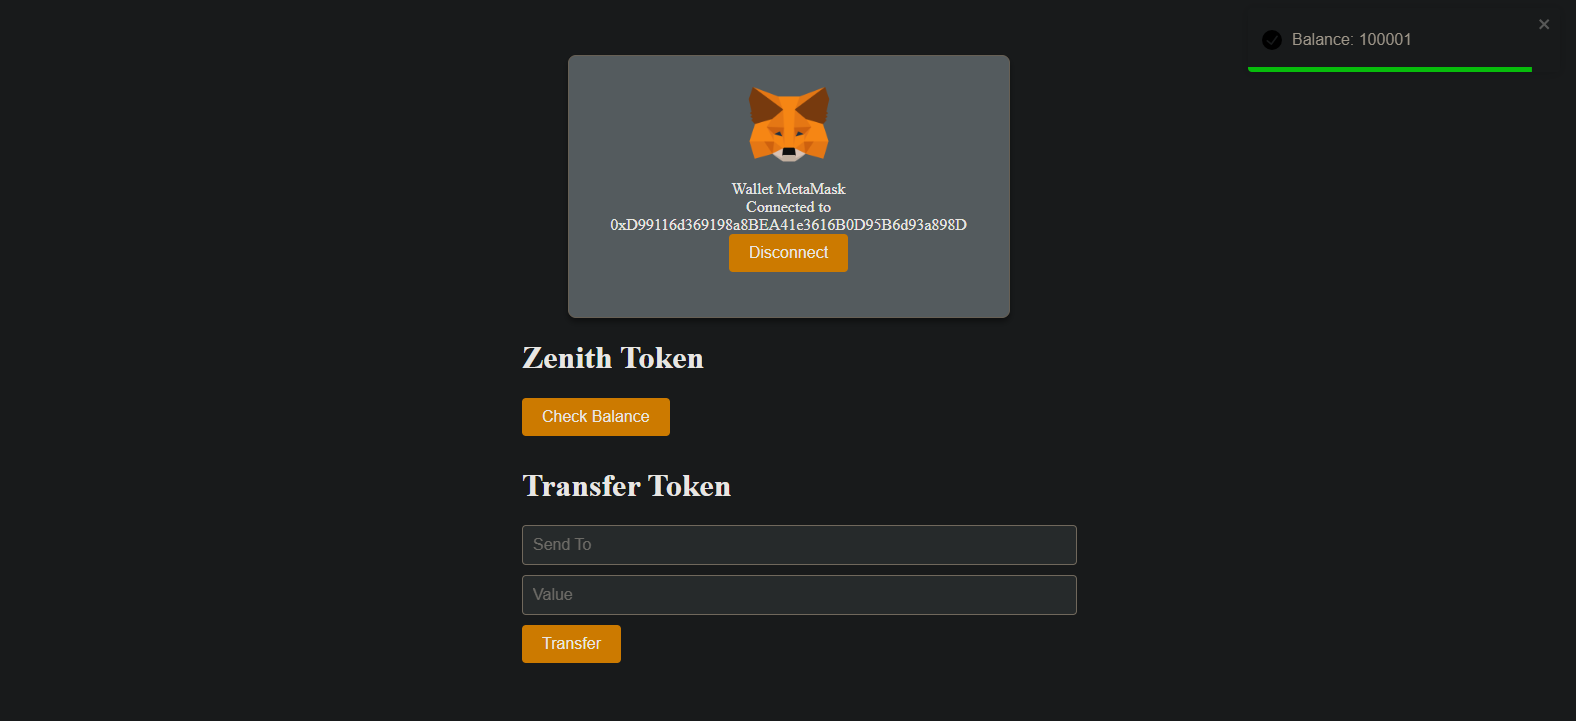 Balance: 100001
Wallet MetaMask
Connected to
0xD99116d369198a8BEA41e3616B0D95B6d93a898D
Disconnect
Zenith Token
Check Balance
Transfer Token
Send To
Value
Transfer